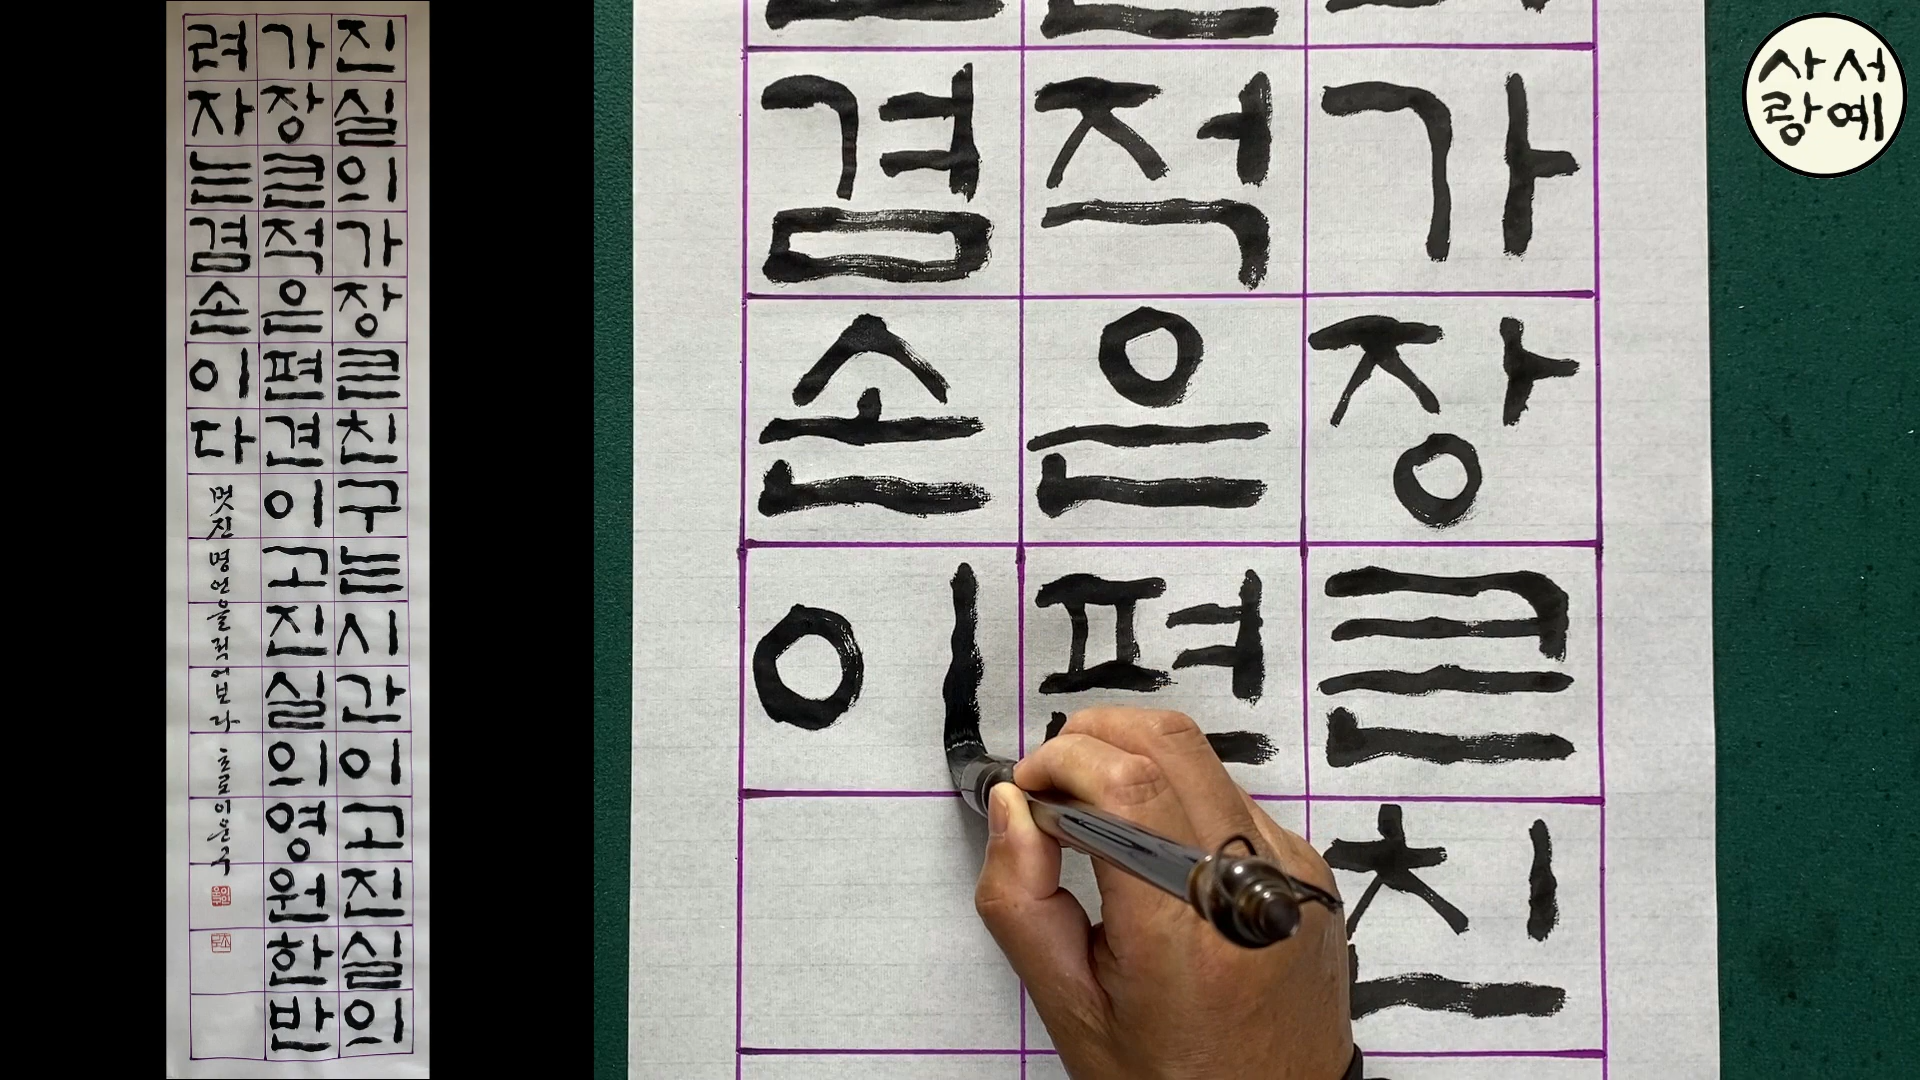 진실의가장큰친구는시간이고진실의
가장큰적은편견이고진실의영원한반
려자는겸손이다
멋진 명언을 적어보라
가장큰친
적은편
겸손이
서예
사랑